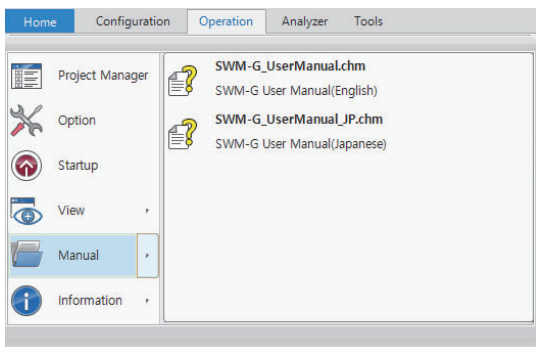 Home Configuration Operation Analyzer Tools
Project Manager
Option
Startup
View
Manual
Information
SWM-G_UserManual.chm
SWM-G User Manual(English)
SWM-G_UserManual_JP.chm
SWM-G User Manual(Japanese)